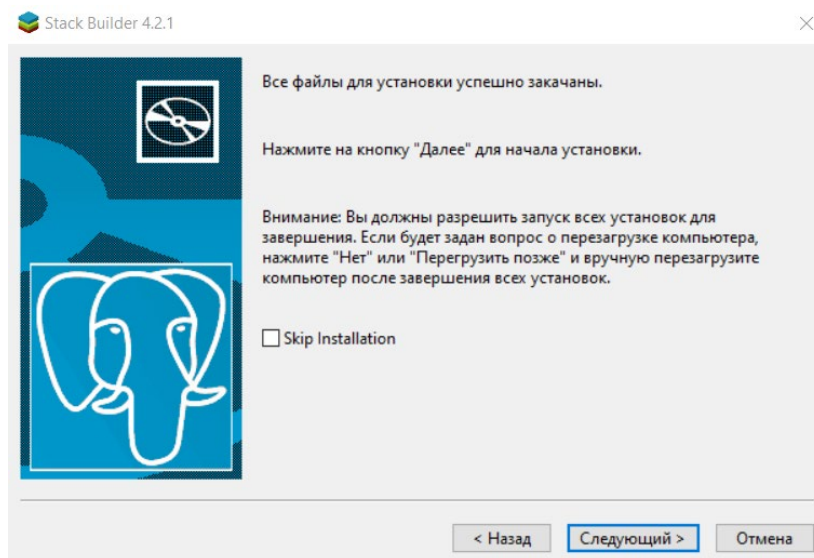 Stack Builder 4.2.1
Все файлы для установки успешно закачаны.
Нажмите на кнопку "Далее" для начала установки.
Внимание: Вы должны разрешить запуск всех установок для
завершения. Если будет задан вопрос о перезагрузке компьютера,
нажмите "Нет" или "Перегрузить позже" и вручную перезагрузите
компьютер после завершения всех установок.
Skip Installation
< Назад
Следующий >
Отмена